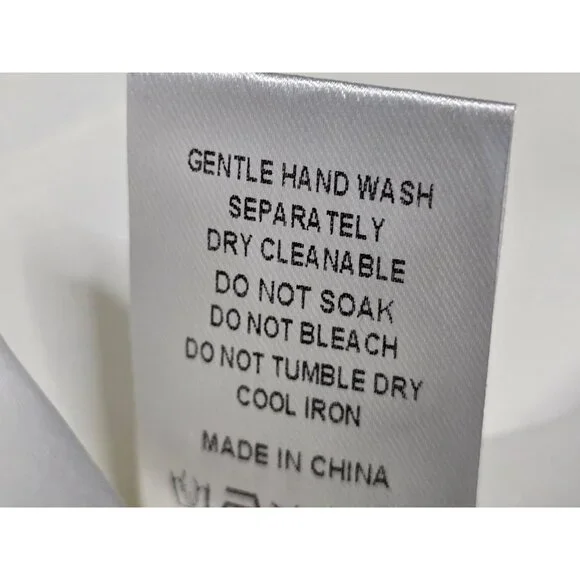 GENTLE HAND WASH
SEPARATELY
DRY CLEANABLE
DO NOT SOAK
DO NOT BLEACH
DO NOT TUMBLE DRY
COOL IRON
MADE IN CHINA